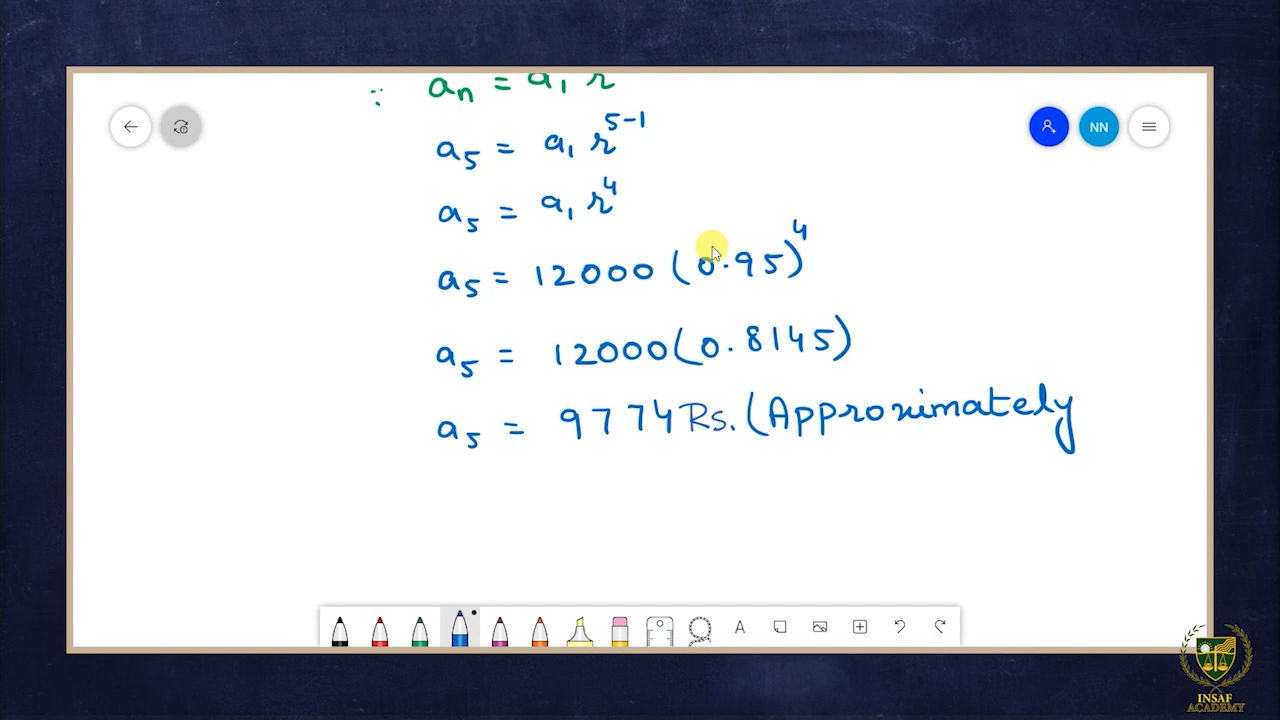 ∵ aₙ = a₁ r
NN
a₅ = a₁ r⁵⁻¹
a₅ = a₁ r⁴
a₅ = 12000 (0.95)⁴
a₅ = 12000(0.8145)
a₅ = 9774 Rs. (Approximately
A
INSAF
ACADEMY